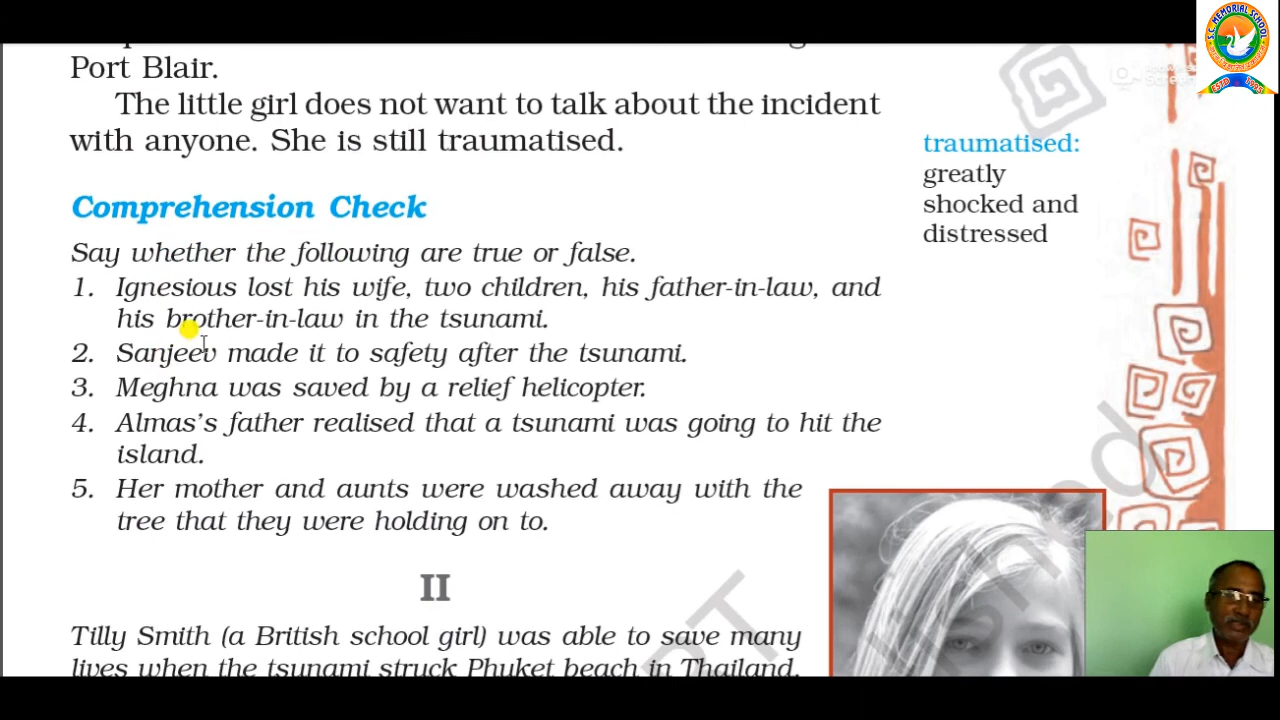 Port Blair.
The little girl does not want to talk about the incident
with anyone. She is still traumatised.
traumatised:
greatly
shocked and
distressed
Comprehension Check
Say whether the following are true or false.
1. Ignesious lost his wife, two children, his father-in-law, and
his brother-in-law in the tsunami.
2. Sanjeev made it to safety after the tsunami.
3. Meghna was saved by a relief helicopter.
4. Almas's father realised that a tsunami was going to hit the
island.
5. Her mother and aunts were washed away with the
tree that they were holding on to.
II
Tilly Smith (a British school girl) was able to save many
lives when the tsunami struck Phuket beach in Thailand.
S.C. MEMORIAL SCHOOL
ESTD